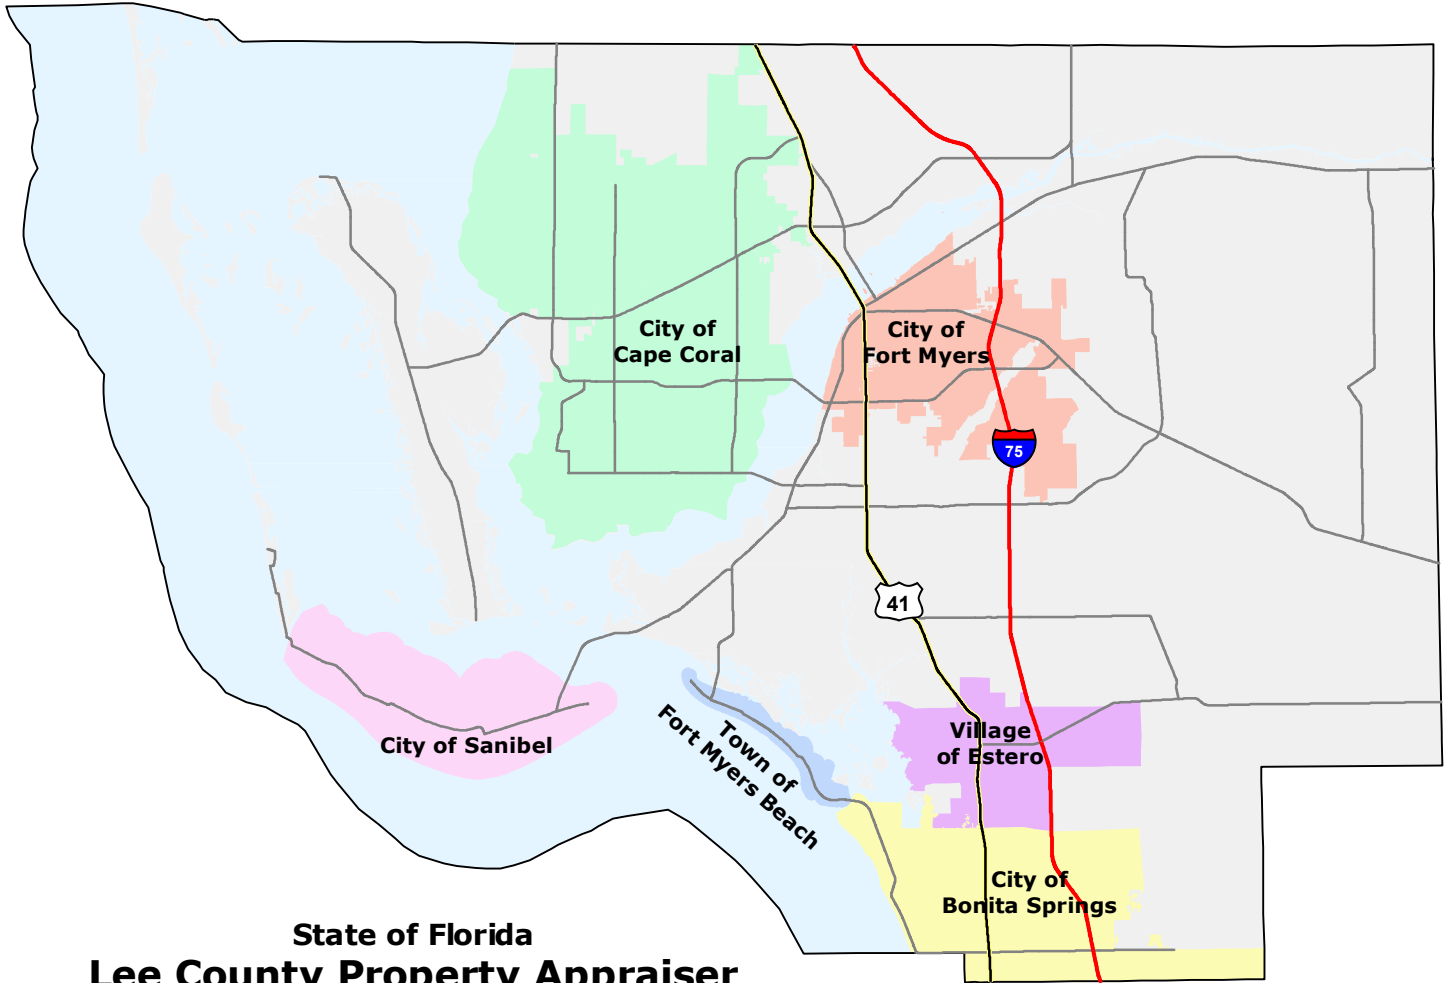 City of
Cape Coral
City of
Fort Myers
75
41
Village
of Estero
City of Sanibel
Town of
Fort Myers Beach
City of
Bonita Springs
State of Florida
Lee County Property Appraiser